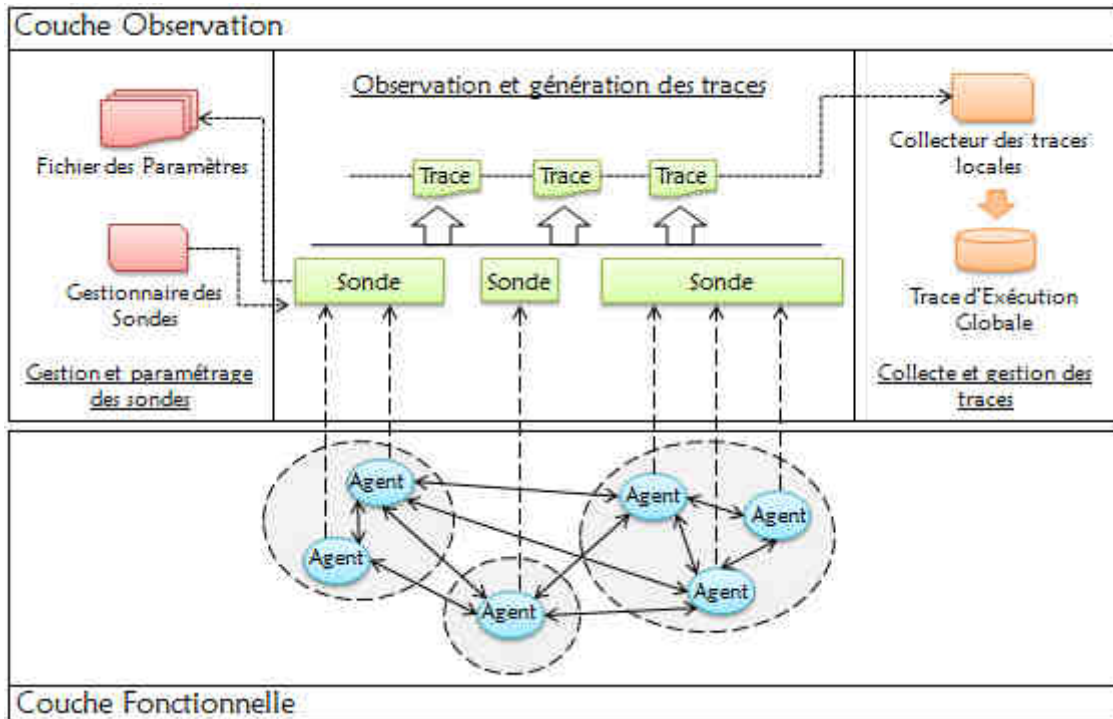 Couche Observation
Fichier des Paramètres
Gestionnaire des
Sondes
Gestion et paramétrage
des sondes
Observation et génération des traces
Trace
Trace
Trace
Sonde
Sonde
Sonde
Collecteur des traces
locales
Trace d'Exécution
Globale
Collecte et gestion des
traces
Agent
Agent
Agent
Agent
Agent
Agent
Couche Fonctionnelle